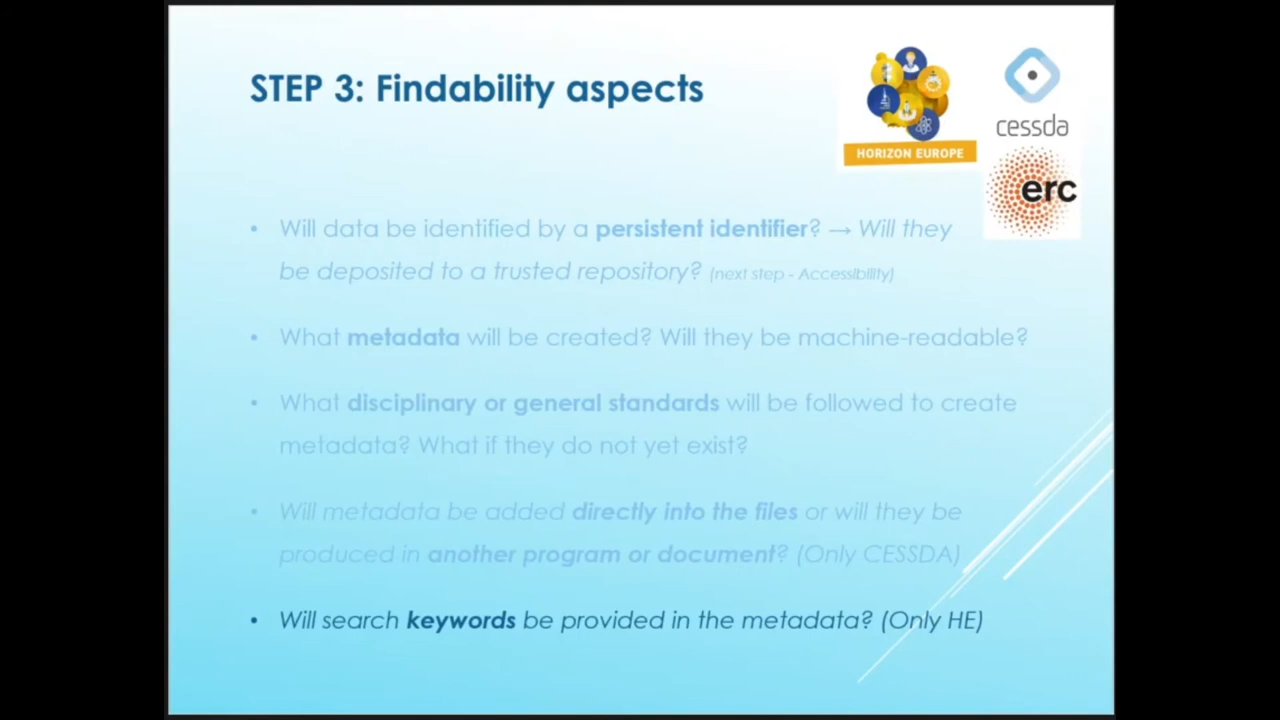 STEP 3: Findability aspects
HORIZON EUROPE
cessda
erc
• Will data be identified by a persistent identifier? → Will they
be deposited to a trusted repository? (next step - Accessibility)
• What metadata will be created? Will they be machine-readable?
• What disciplinary or general standards will be followed to create
metadata? What if they do not yet exist?
• Will metadata be added directly into the files or will they be
produced in another program or document? (Only CESSDA)
• Will search keywords be provided in the metadata? (Only HE)